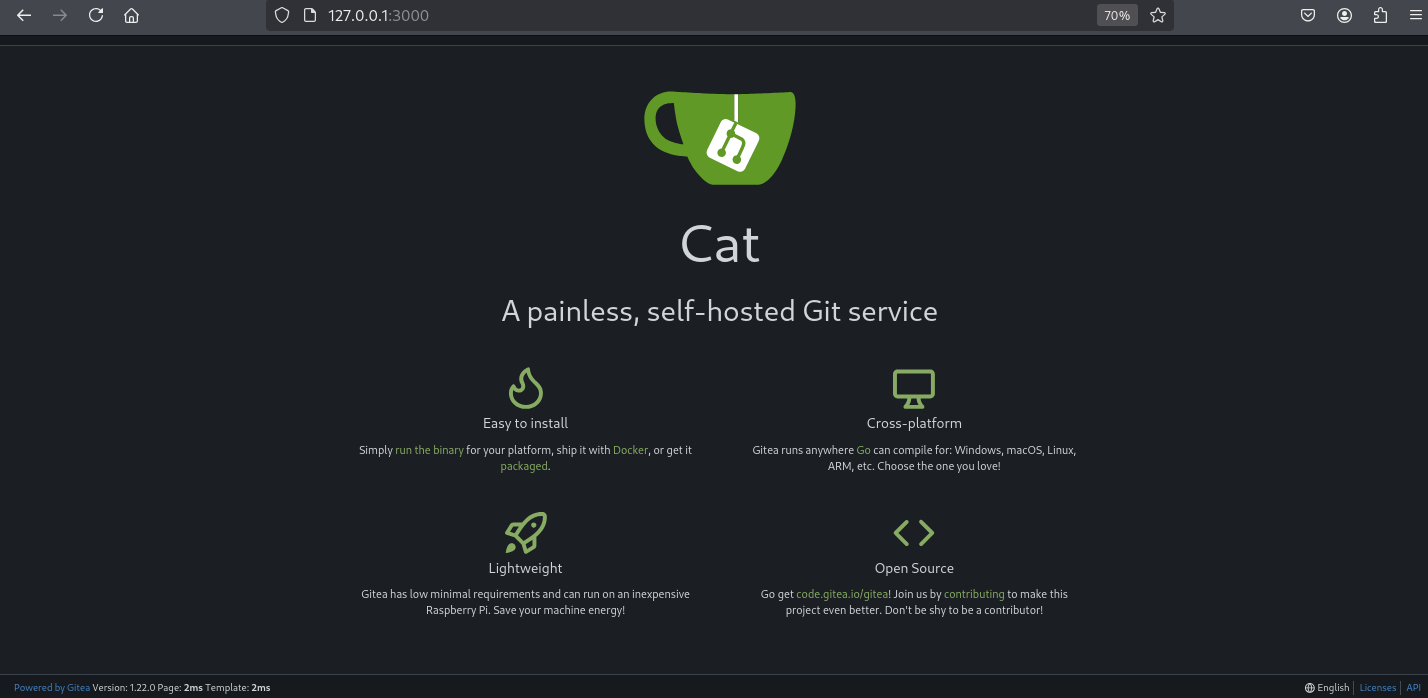 127.0.0.1:3000
70%
Cat
A painless, self-hosted Git service
Easy to install
Simply run the binary for your platform, ship it with Docker, or get it
packaged.
Cross-platform
Gitea runs anywhere Go can compile for: Windows, macOS, Linux,
ARM, etc. Choose the one you love!
Lightweight
Gitea has low minimal requirements and can run on an inexpensive
Raspberry Pi. Save your machine energy!
Open Source
Go get code.gitea.io/gitea! Join us by contributing to make this
project even better. Don't be shy to be a contributor!
Powered by Gitea Version: 1.22.0 Page: 2ms Template: 2ms
English Licenses API